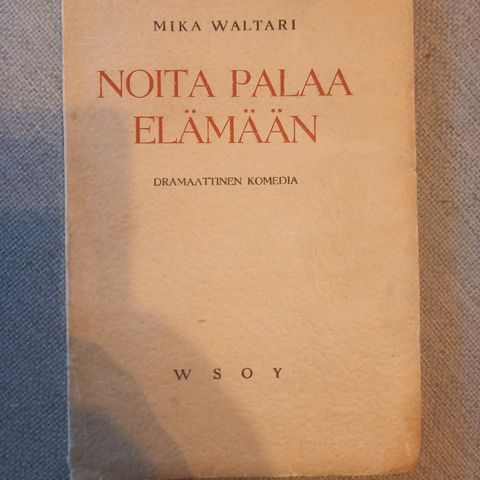 MIKA WALTARI
NOITA PALAA
ELÄMÄÄN
DRAMAATTINEN KOMEDIA
W S O Y